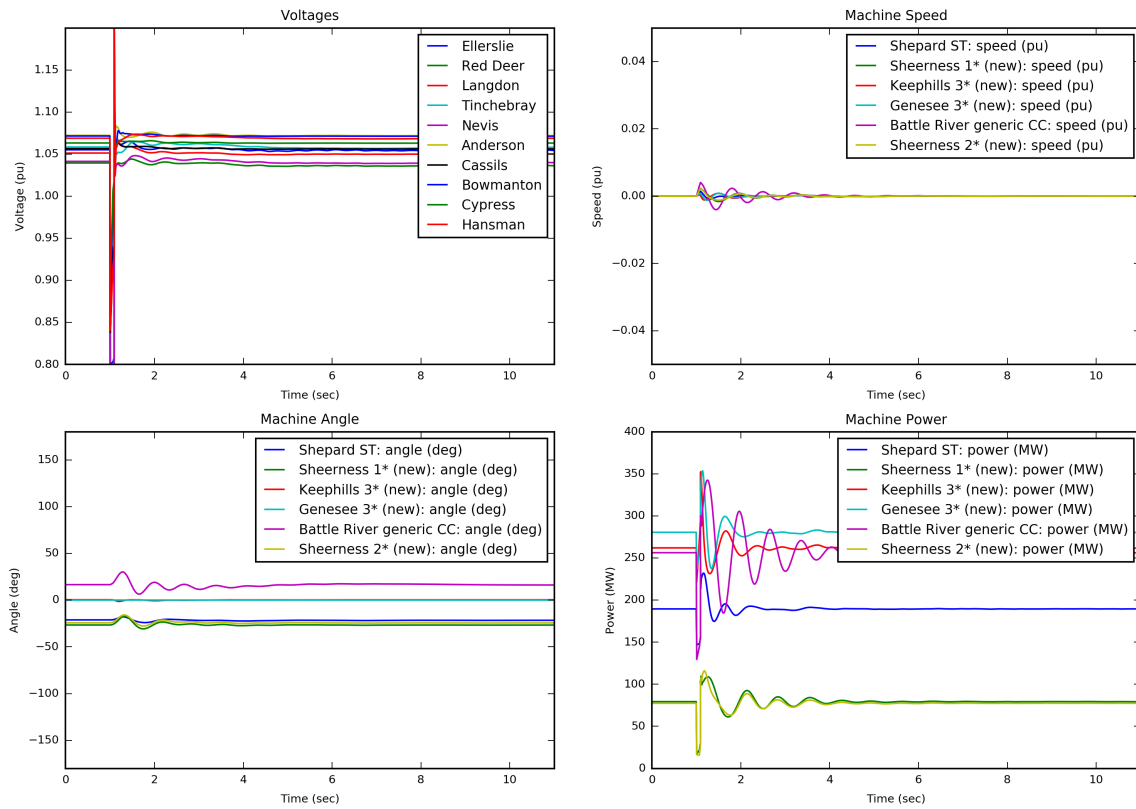 Voltages
1.15
1.10
1.05
1.00
0.95
0.90
0.85
0.80
Voltage (pu)
Ellerslie
Red Deer
Langdon
Tinchebray
Nevis
Anderson
Cassils
Bowmanton
Cypress
Hansman
0 2 4 6 8 10
Time (sec)
Machine Speed
0.04
0.02
0.00
−0.02
−0.04
Speed (pu)
Shepard ST: speed (pu)
Sheerness 1* (new): speed (pu)
Keephills 3* (new): speed (pu)
Genesee 3* (new): speed (pu)
Battle River generic CC: speed (pu)
Sheerness 2* (new): speed (pu)
0 2 4 6 8 10
Time (sec)
Machine Angle
150
100
50
0
−50
−100
−150
Angle (deg)
Shepard ST: angle (deg)
Sheerness 1* (new): angle (deg)
Keephills 3* (new): angle (deg)
Genesee 3* (new): angle (deg)
Battle River generic CC: angle (deg)
Sheerness 2* (new): angle (deg)
0 2 4 6 8 10
Time (sec)
Machine Power
400
350
300
250
200
150
100
50
0
Power (MW)
Shepard ST: power (MW)
Sheerness 1* (new): power (MW)
Keephills 3* (new): power (MW)
Genesee 3* (new): power (MW)
Battle River generic CC: power (MW)
Sheerness 2* (new): power (MW)
0 2 4 6 8 10
Time (sec)